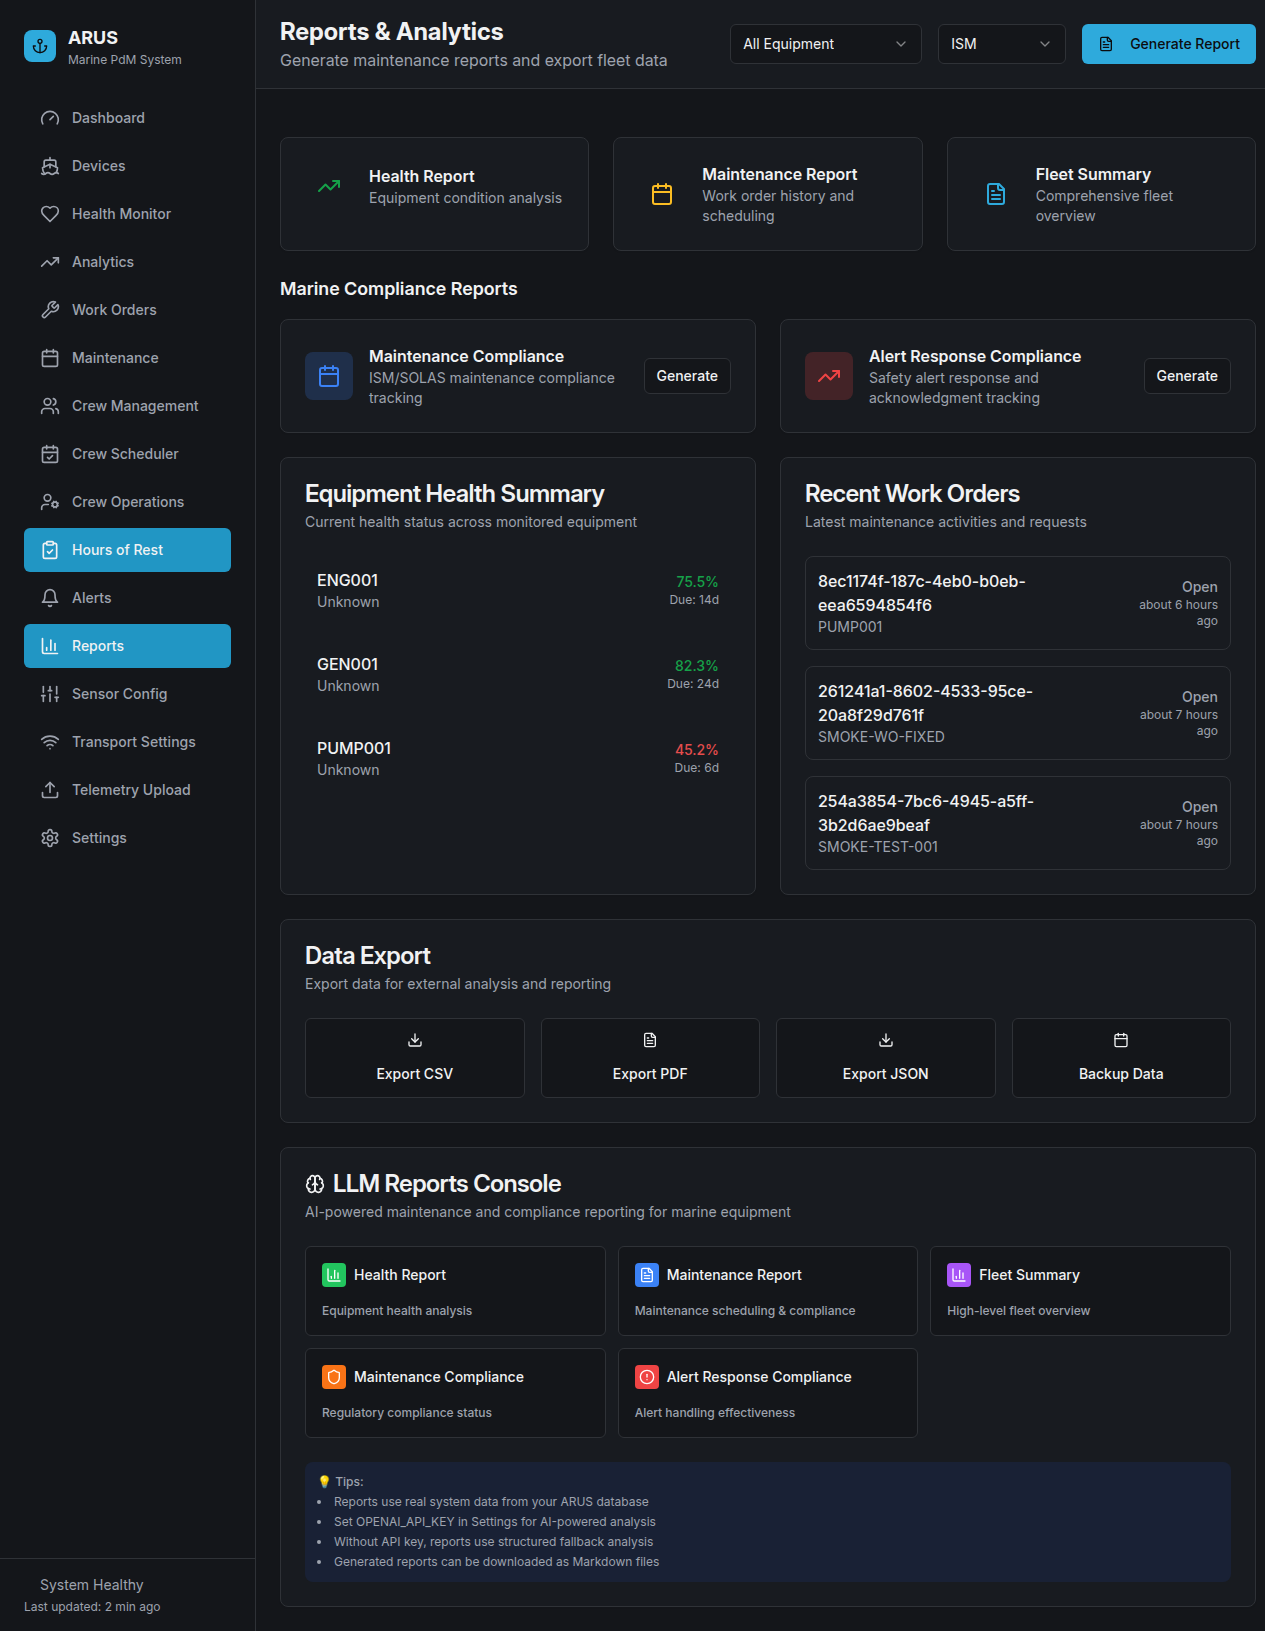 ARUS
Marine PdM System
Dashboard
Devices
Health Monitor
Analytics
Work Orders
Maintenance
Crew Management
Crew Scheduler
Crew Operations
Hours of Rest
Alerts
Reports
Sensor Config
Transport Settings
Telemetry Upload
Settings
System Healthy
Last updated: 2 min ago
Reports & Analytics
Generate maintenance reports and export fleet data
All Equipment
ISM
Generate Report
Health Report
Equipment condition analysis
Maintenance Report
Work order history and
scheduling
Fleet Summary
Comprehensive fleet
overview
Marine Compliance Reports
Maintenance Compliance
ISM/SOLAS maintenance compliance
tracking
Generate
Alert Response Compliance
Safety alert response and
acknowledgment tracking
Generate
Equipment Health Summary
Current health status across monitored equipment
ENG001
Unknown
75.5%
Due: 14d
GEN001
Unknown
82.3%
Due: 24d
PUMP001
Unknown
45.2%
Due: 6d
Recent Work Orders
Latest maintenance activities and requests
8ec1174f-187c-4eb0-b0eb-
eea6594854f6
PUMP001
Open
about 6 hours
ago
261241a1-8602-4533-95ce-
20a8f29d761f
SMOKE-WO-FIXED
Open
about 7 hours
ago
254a3854-7bc6-4945-a5ff-
3b2d6ae9beaf
SMOKE-TEST-001
Open
about 7 hours
ago
Data Export
Export data for external analysis and reporting
Export CSV
Export PDF
Export JSON
Backup Data
LLM Reports Console
AI-powered maintenance and compliance reporting for marine equipment
Health Report
Equipment health analysis
Maintenance Report
Maintenance scheduling & compliance
Fleet Summary
High-level fleet overview
Maintenance Compliance
Regulatory compliance status
Alert Response Compliance
Alert handling effectiveness
💡 Tips:
• Reports use real system data from your ARUS database
• Set OPENAI_API_KEY in Settings for AI-powered analysis
• Without API key, reports use structured fallback analysis
• Generated reports can be downloaded as Markdown files